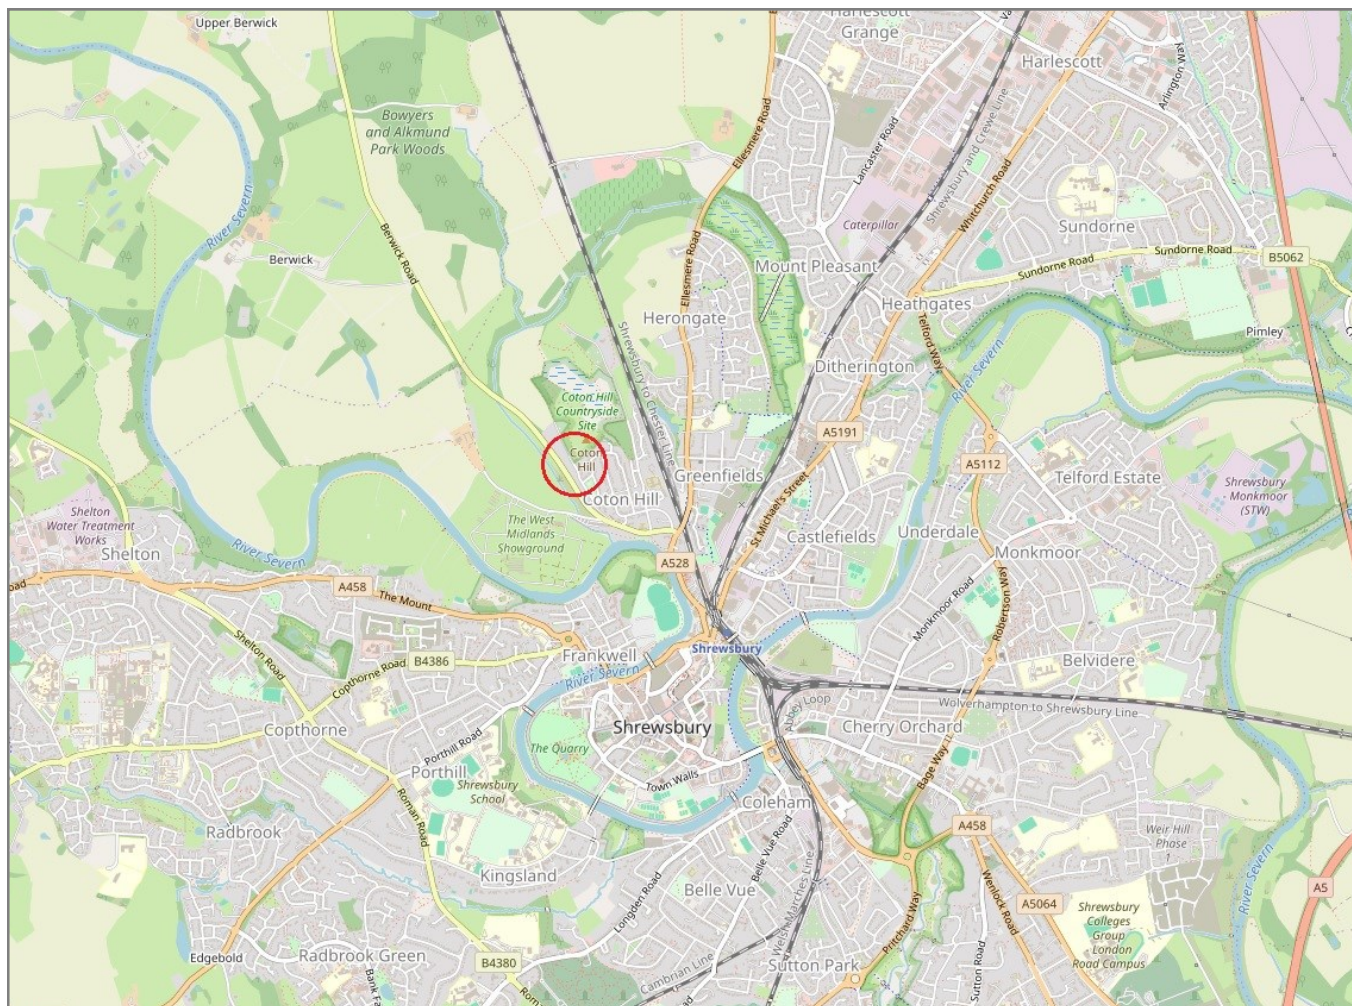 Upper Berwick
Harlescott
Grange
Harlescott
Arlington Way
Bowyers
and Alkmund
Park Woods
Ellesmere Road
Lancaster Road
Shrewsbury and Crewe Line
Whitchurch Road
River Severn
Berwick
Berwick Road
Ellesmere Road
Caterpillar
Sundorne
Sundorne Road
Sundorne Road
B5062
Mount Pleasant
Heathgates
Herongate
Telford Way
Pimley
Shrewsbury to Chester Line
Ditherington
River Severn
Coton Hill
Countryside
Site
A5191
Coton
Hill
Coton Hill
Greenfields
A5112
Telford Estate
Shrewsbury
- Monkmoor
(STW)
St Michael's Street
Shelton
Water Treatment
Works
Shelton
The West
Midlands
Showground
Castlefields
Underdale
Monkmoor
River Severn
A528
Road
A458
The Mount
Monkmoor Road
Robertson Way
Shelton Road
Copthorne Road
B4386
Frankwell
Shrewsbury
Belvidere
River Severn
Wolverhampton to Shrewsbury Line
Abbey Loop
Copthorne
Shrewsbury
Cherry Orchard
Porthill Road
The Quarry
Bage Way
Porthill
Shrewsbury
School
Town Walls
Roman Road
Coleham
Radbrook
A458
Weir Hill
Phase
1
Belle Vue Road
Kingsland
Longden Road
Belle Vue
Welsh Marches Line
Wenlock Road
A5
A5064
Pritchard Way
River Severn
Shrewsbury
Colleges
Group
London
Road Campus
Edgebold
Radbrook Green
B4380
Cambrian Line
Sutton Park
Sutton Road